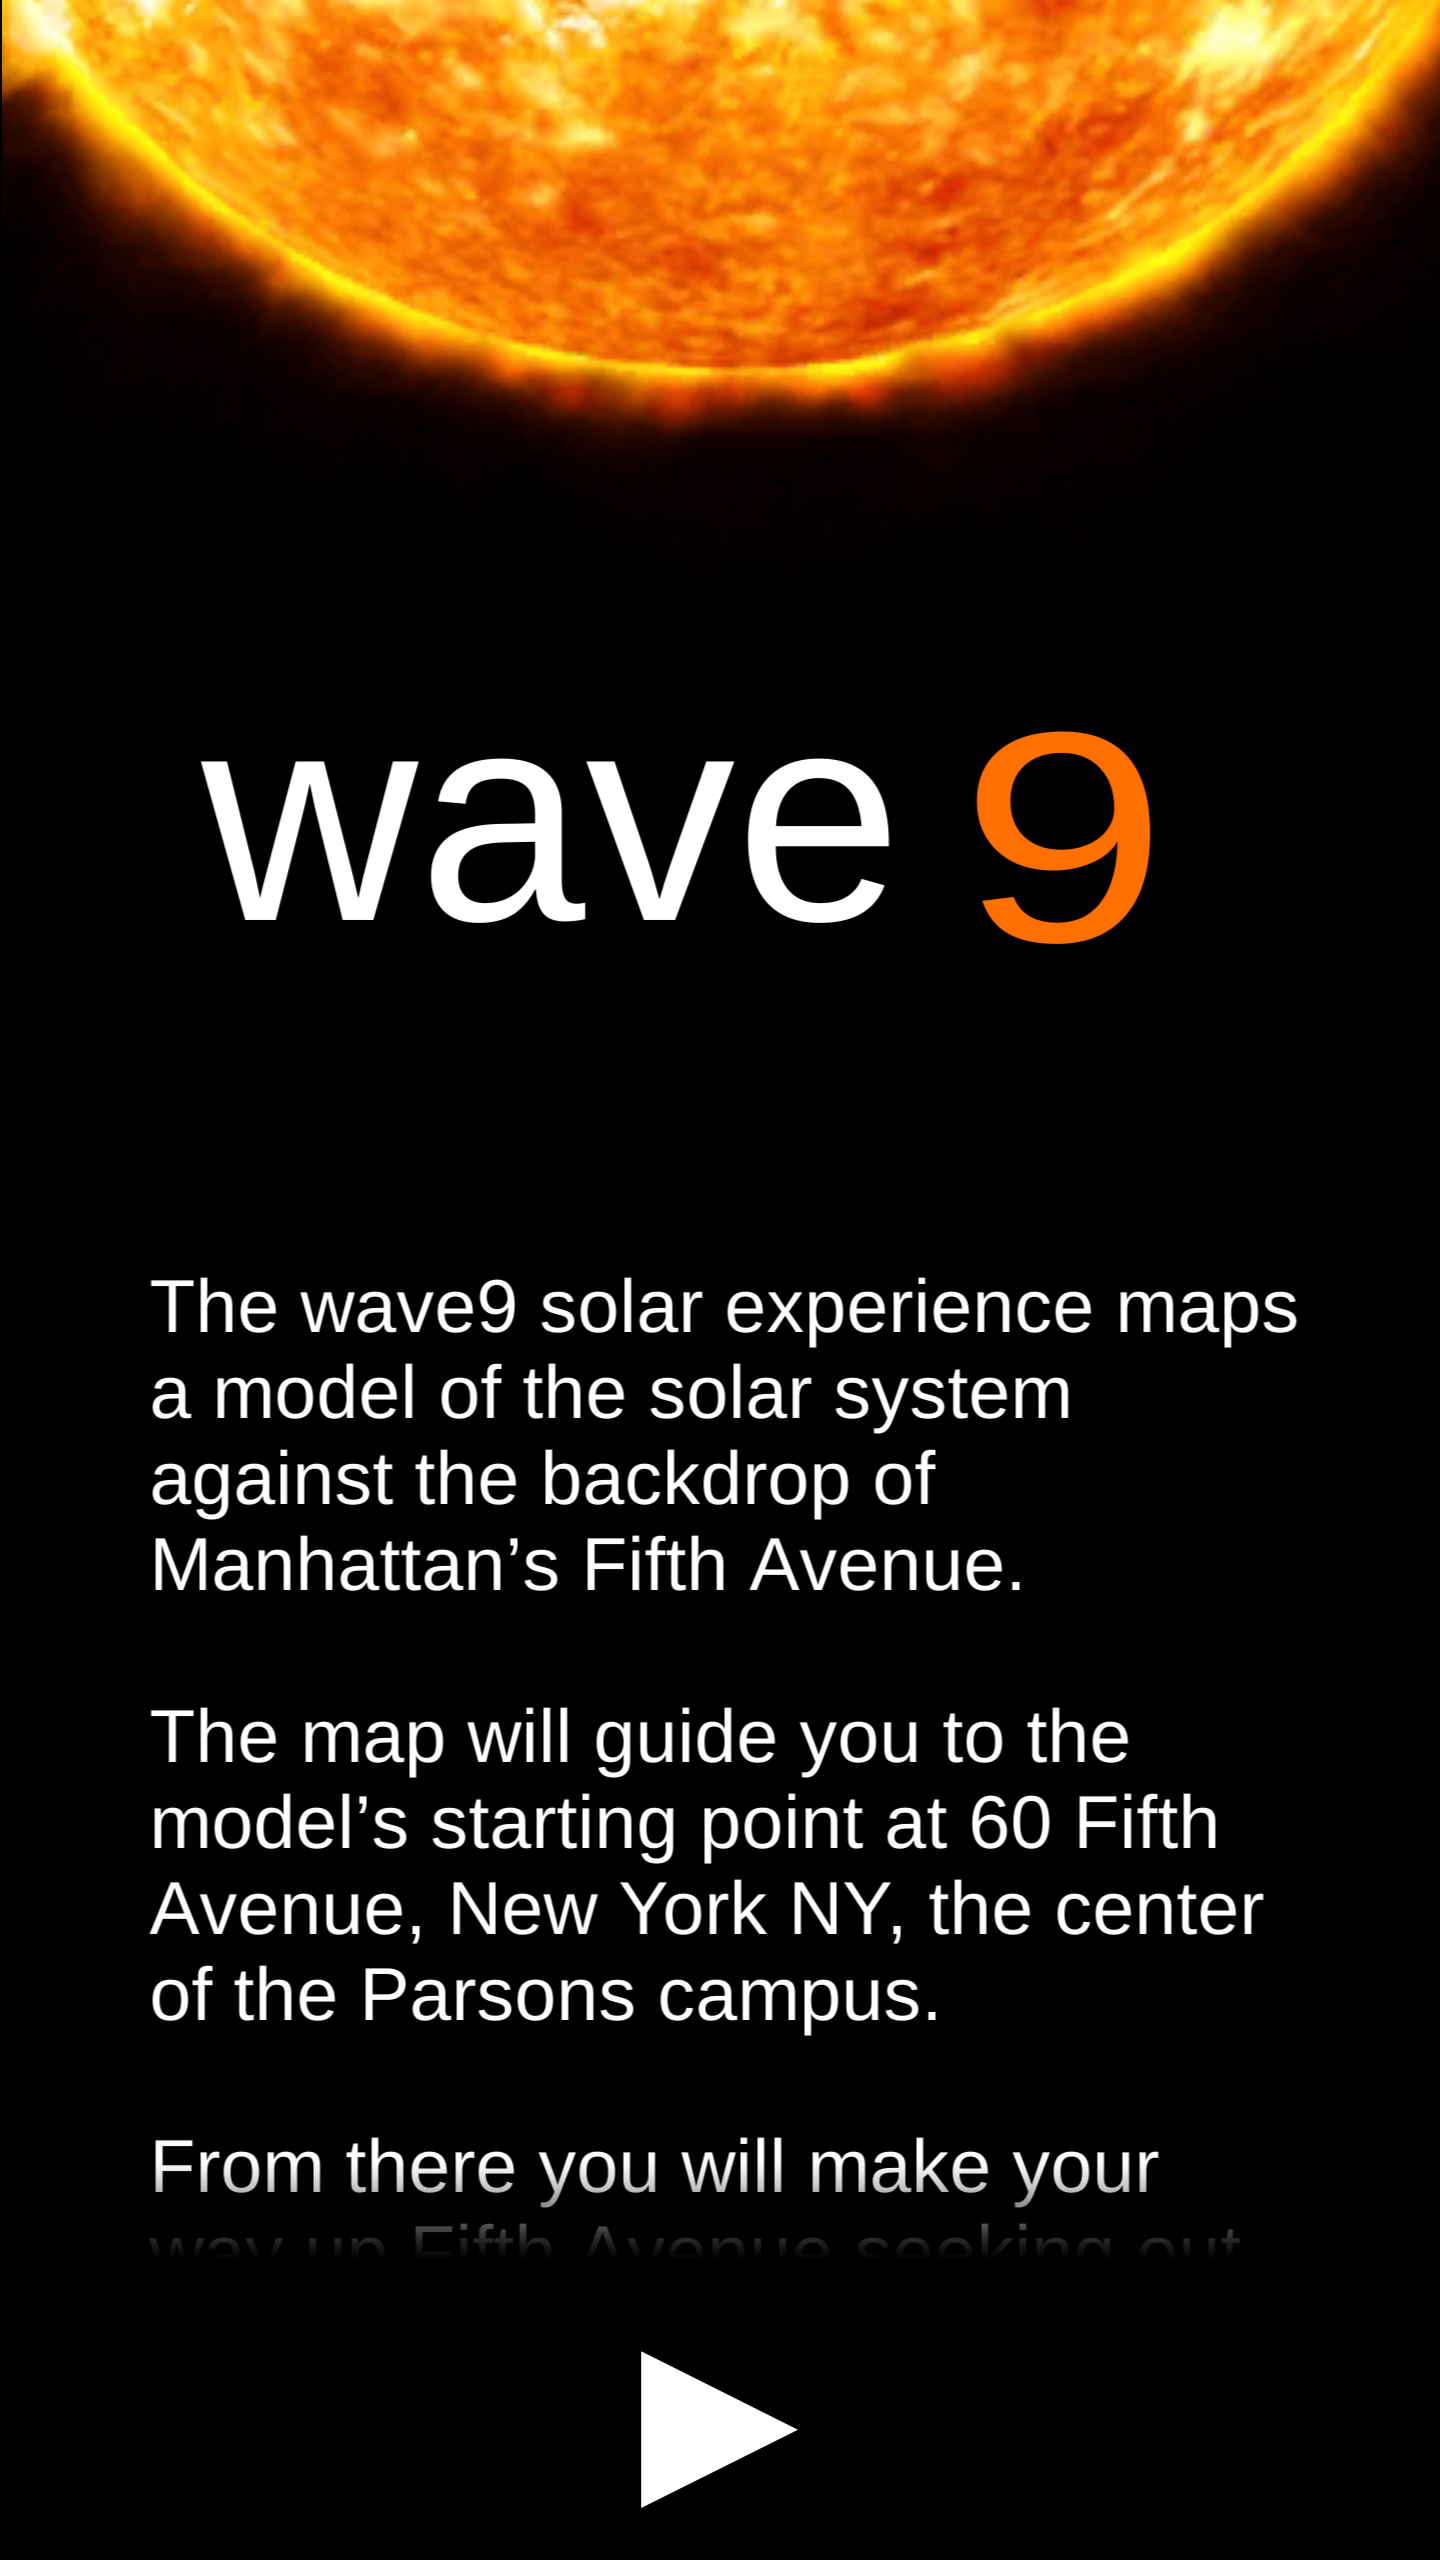 wave 9
The wave9 solar experience maps
a model of the solar system
against the backdrop of
Manhattan’s Fifth Avenue.
The map will guide you to the
model’s starting point at 60 Fifth
Avenue, New York NY, the center
of the Parsons campus.
From there you will make your
way up Fifth Avenue seeking out